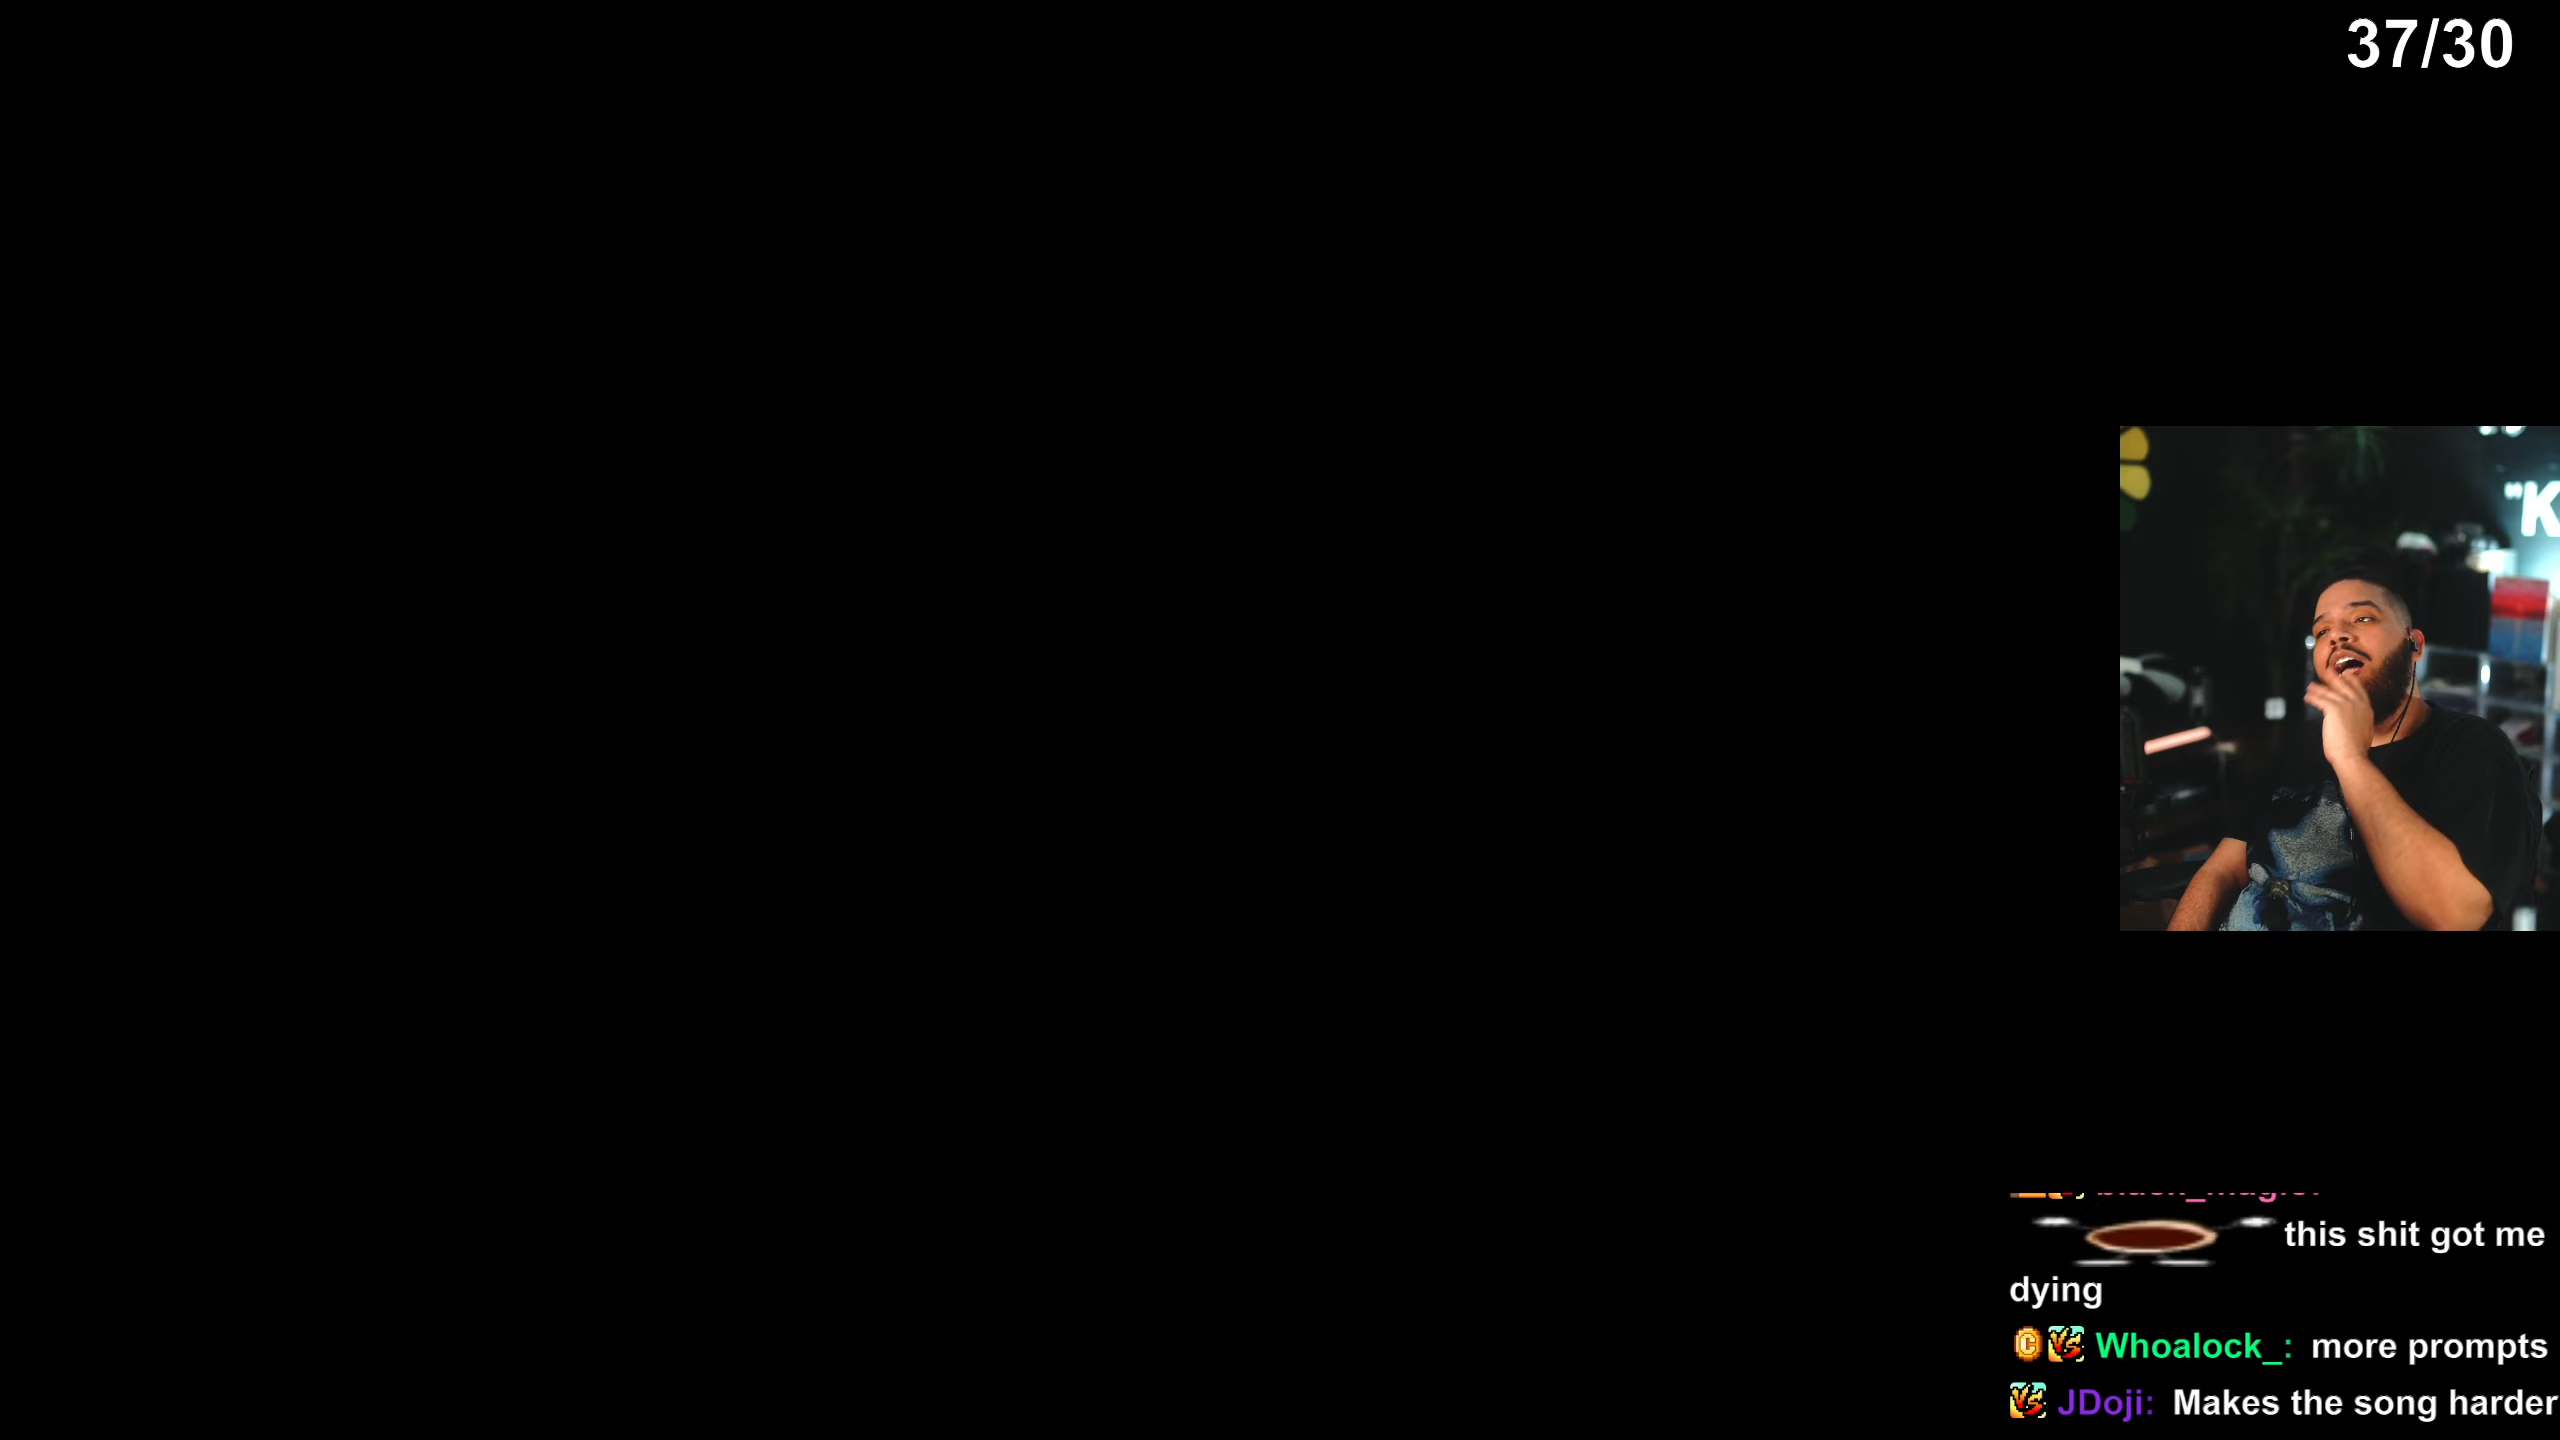 37/30
"K
this shit got me
dying
Whoalock_: more prompts
JDoji: Makes the song harder